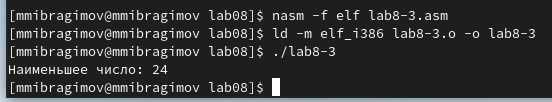 [mmibragimov@mmibragimov lab08]$ nasm -f elf lab8-3.asm
[mmibragimov@mmibragimov lab08]$ ld -m elf_i386 lab8-3.o -o lab8-3
[mmibragimov@mmibragimov lab08]$ ./lab8-3
Наименьшее число: 24
[mmibragimov@mmibragimov lab08]$